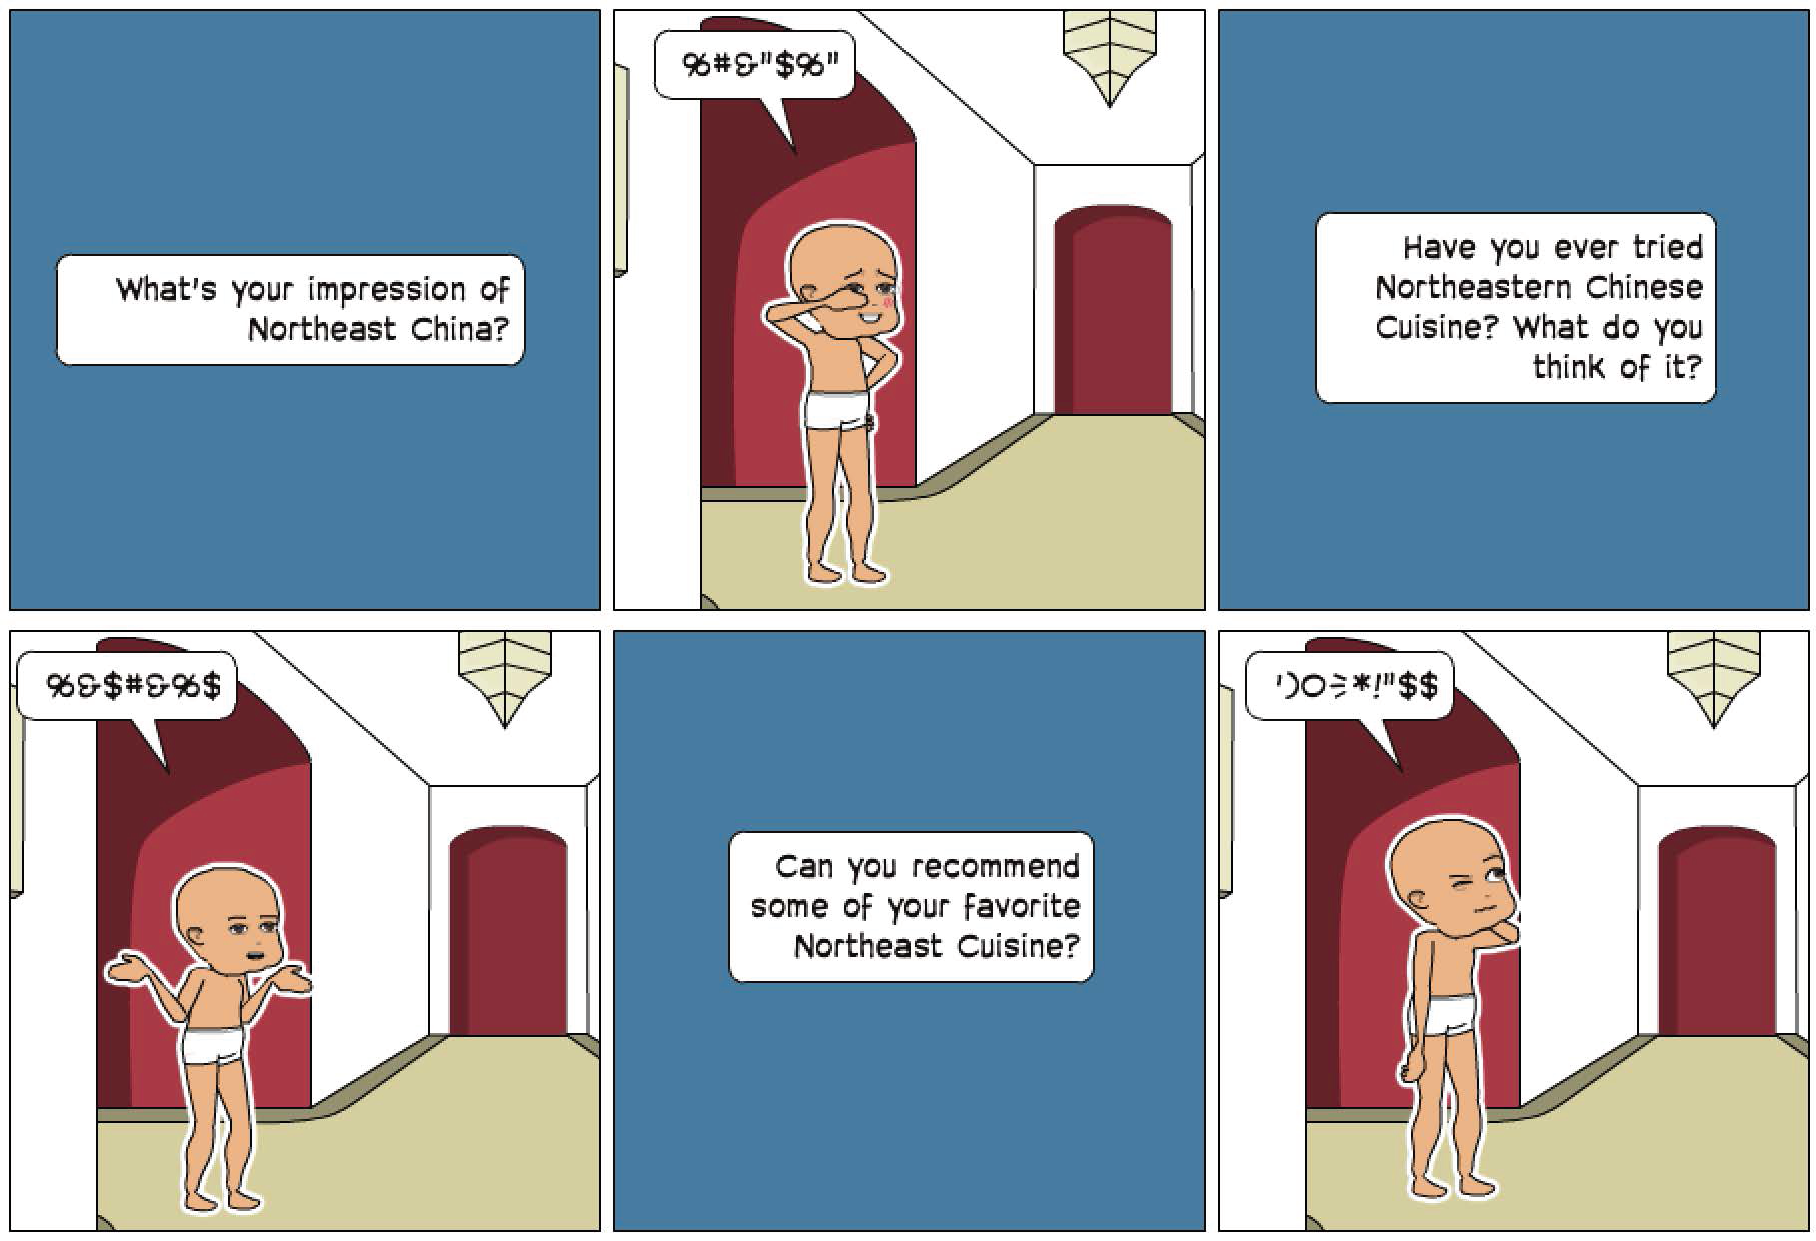 %#&"$%"
What's your impression of
Northeast China?
Have you ever tried
Northeastern Chinese
Cuisine? What do you
think of it?
%&$#&%$
Can you recommend
some of your favorite
Northeast Cuisine?